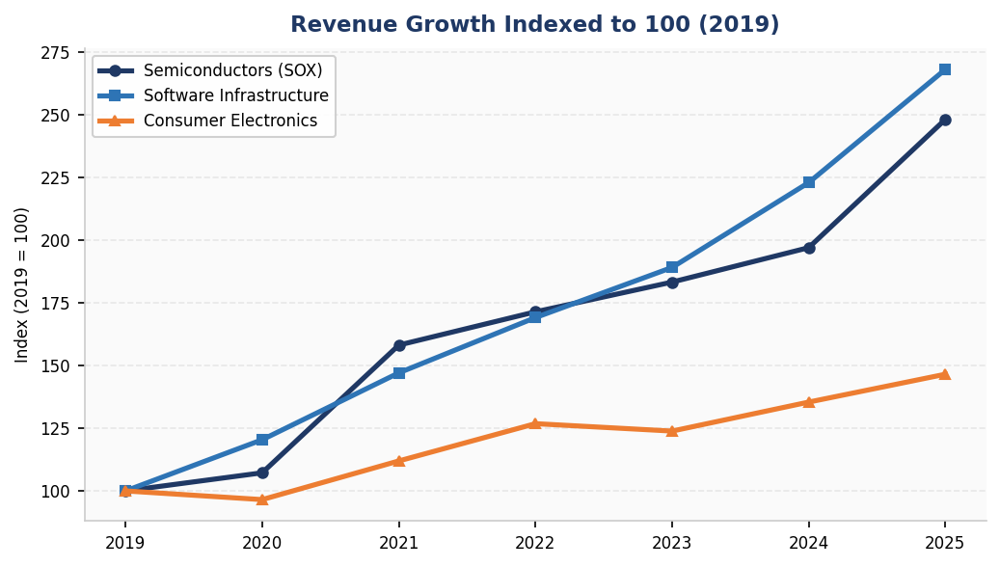 Revenue Growth Indexed to 100 (2019)
Semiconductors (SOX)
Software Infrastructure
Consumer Electronics
Index (2019 = 100)
275
250
225
200
175
150
125
100
2019 2020 2021 2022 2023 2024 2025